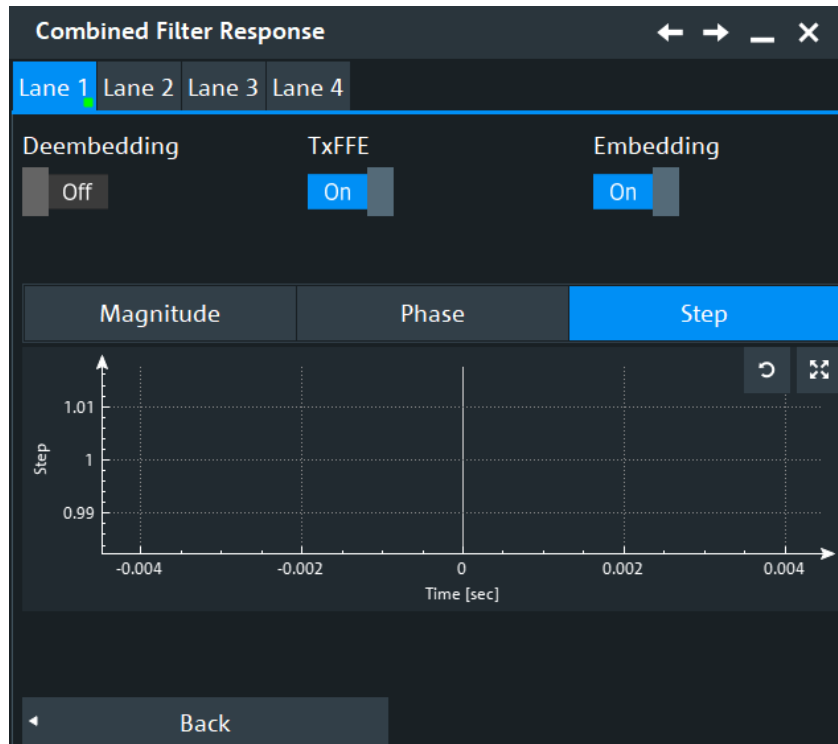 Combined Filter Response
Lane 1 Lane 2 Lane 3 Lane 4
Deembedding TxFFE Embedding
Off On On
Magnitude Phase Step
1.01
1
0.99
Step
-0.004 -0.002 0 0.002 0.004
Time [sec]
Back